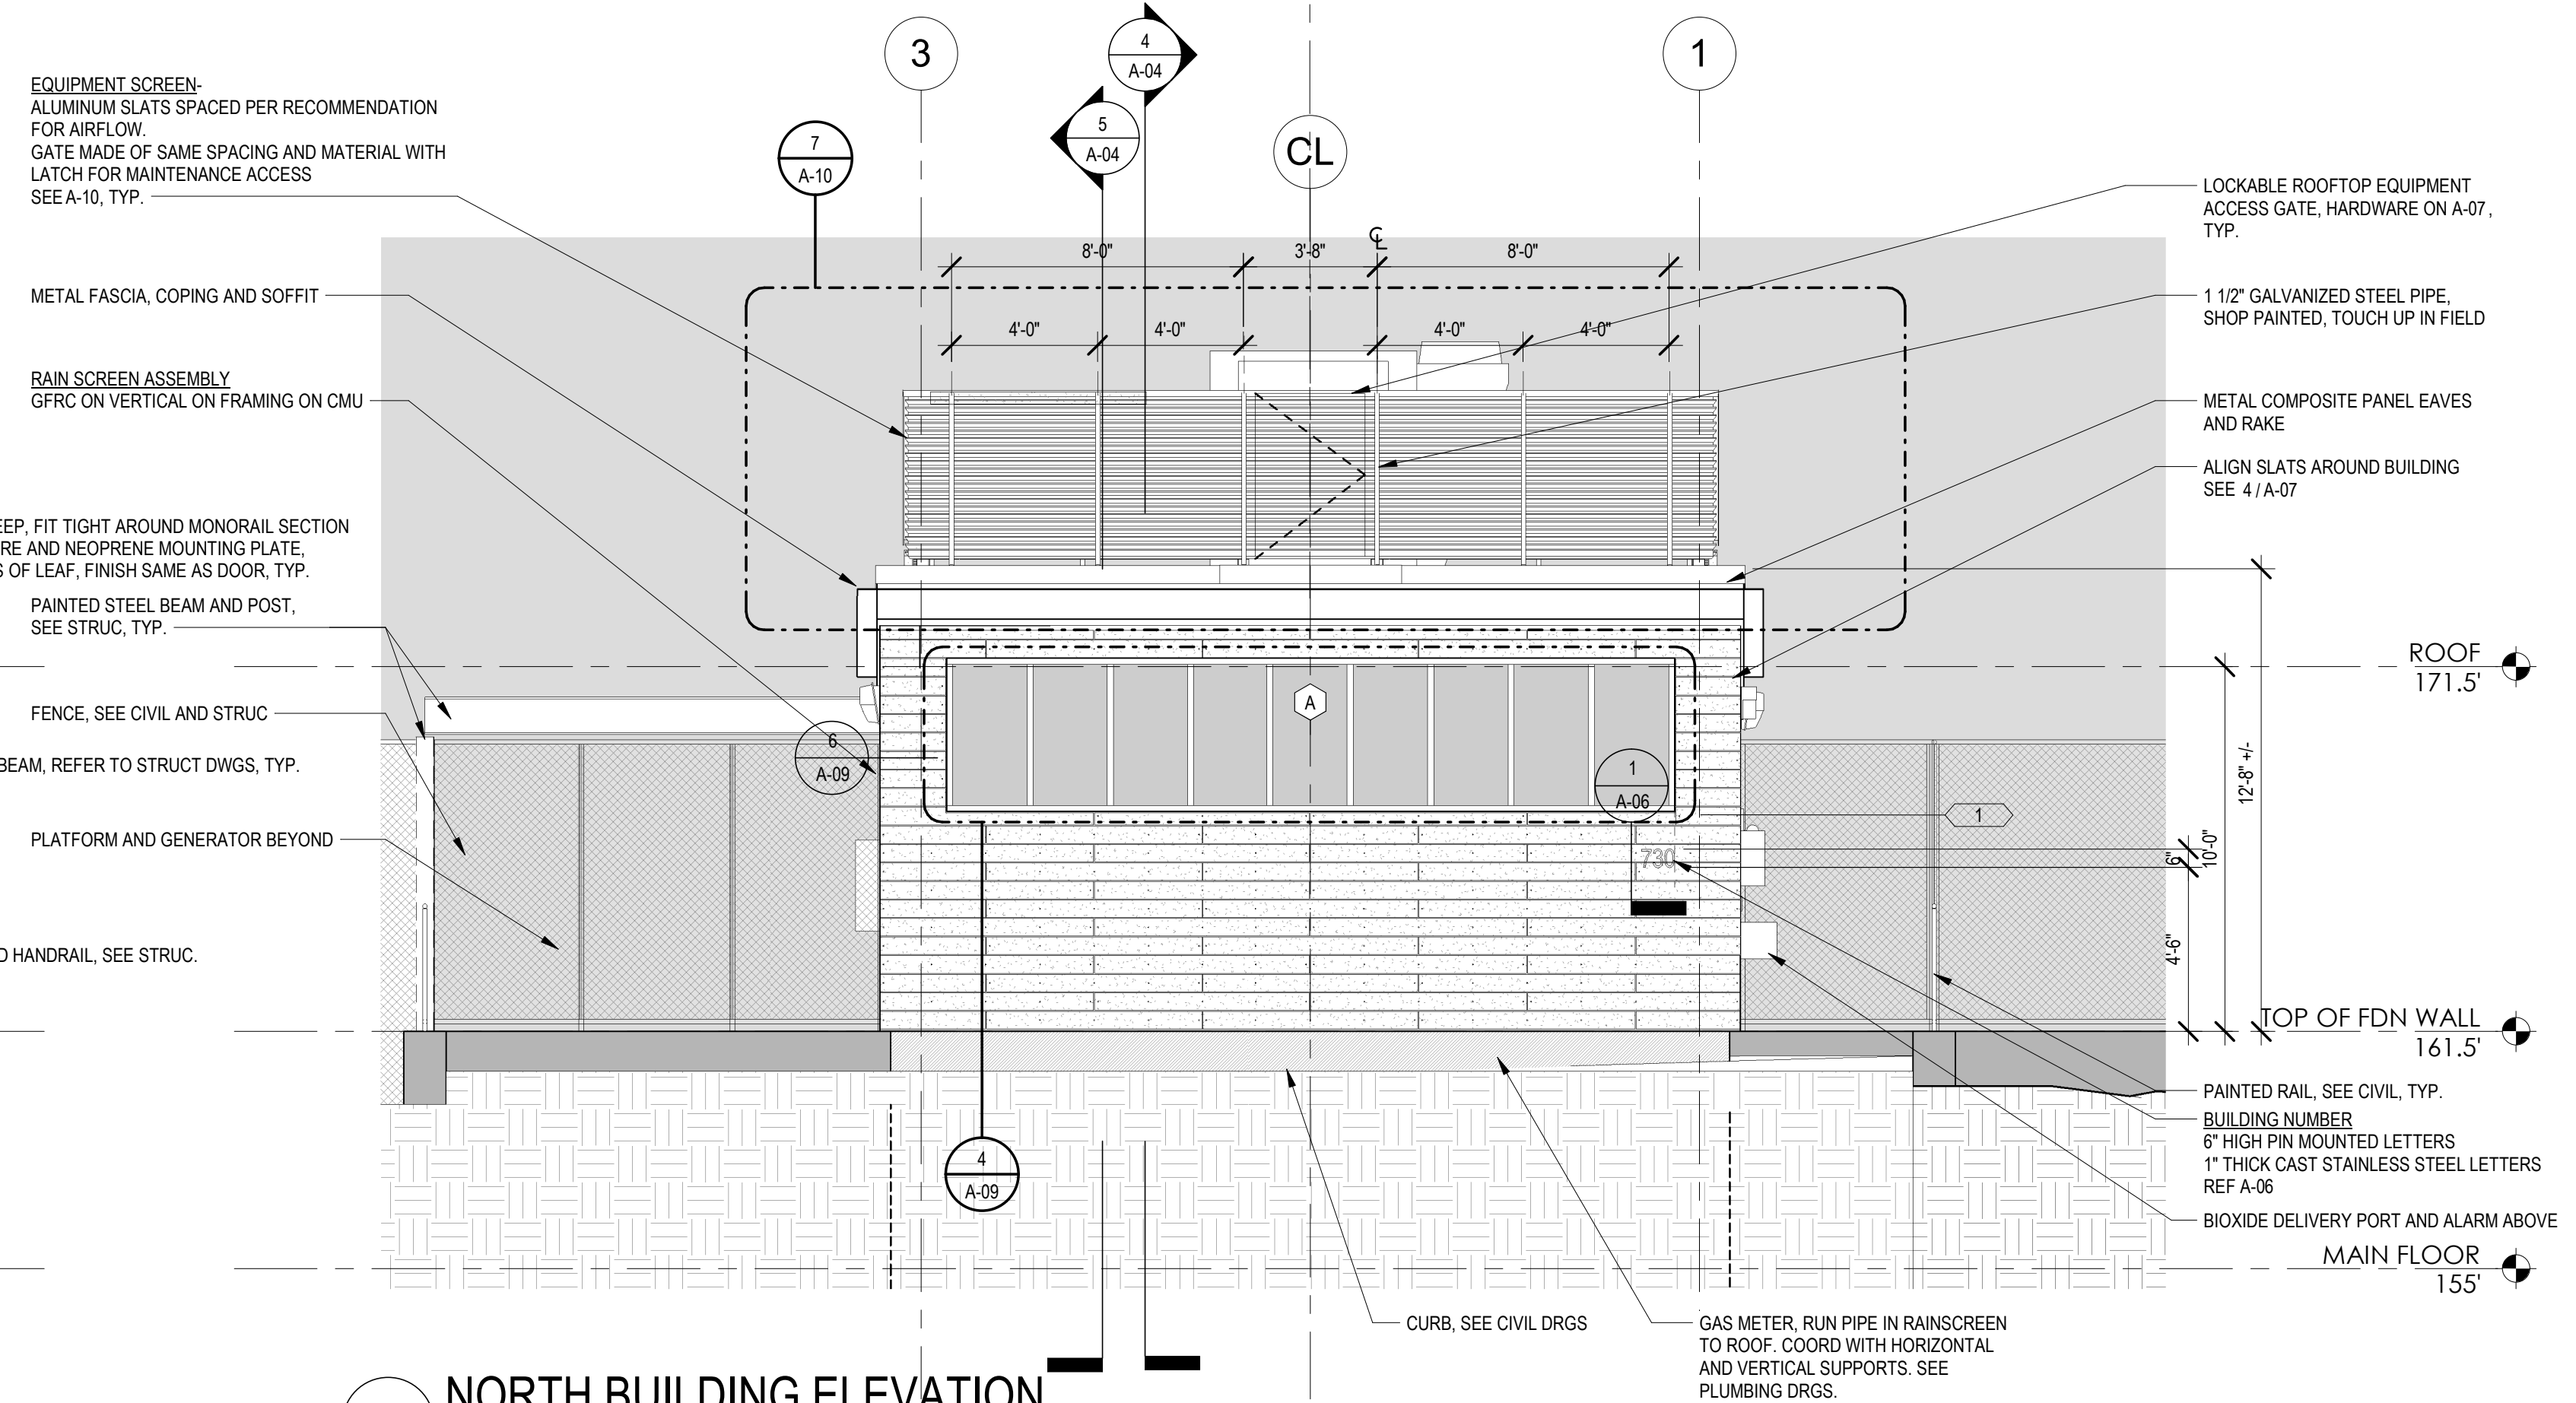 3
4
A-04
1
5
A-04
CL
7
A-10
EQUIPMENT SCREEN-
ALUMINUM SLATS SPACED PER RECOMMENDATION
FOR AIRFLOW.
GATE MADE OF SAME SPACING AND MATERIAL WITH
LATCH FOR MAINTENANCE ACCESS
SEE A-10, TYP.
METAL FASCIA, COPING AND SOFFIT
RAIN SCREEN ASSEMBLY
GFRC ON VERTICAL ON FRAMING ON CMU
EEP, FIT TIGHT AROUND MONORAIL SECTION
RE AND NEOPRENE MOUNTING PLATE,
S OF LEAF, FINISH SAME AS DOOR, TYP.
PAINTED STEEL BEAM AND POST,
SEE STRUC, TYP.
FENCE, SEE CIVIL AND STRUC
BEAM, REFER TO STRUCT DWGS, TYP.
PLATFORM AND GENERATOR BEYOND
D HANDRAIL, SEE STRUC.
8'-0"
3'-8"
℄
8'-0"
4'-0"
4'-0"
4'-0"
4'-0"
A
6
A-09
1
A-06
1
730
4
A-09
LOCKABLE ROOFTOP EQUIPMENT
ACCESS GATE, HARDWARE ON A-07 ,
TYP.
1 1/2" GALVANIZED STEEL PIPE,
SHOP PAINTED, TOUCH UP IN FIELD
METAL COMPOSITE PANEL EAVES
AND RAKE
ALIGN SLATS AROUND BUILDING
SEE 4 / A-07
ROOF
171.5'
12'-8" +/-
10'-0"
6"
4'-6"
TOP OF FDN WALL
161.5'
PAINTED RAIL, SEE CIVIL, TYP.
BUILDING NUMBER
6" HIGH PIN MOUNTED LETTERS
1" THICK CAST STAINLESS STEEL LETTERS
REF A-06
BIOXIDE DELIVERY PORT AND ALARM ABOVE
MAIN FLOOR
155'
CURB, SEE CIVIL DRGS
GAS METER, RUN PIPE IN RAINSCREEN
TO ROOF. COORD WITH HORIZONTAL
AND VERTICAL SUPPORTS. SEE
PLUMBING DRGS.
NORTH BUILDING ELEVATION